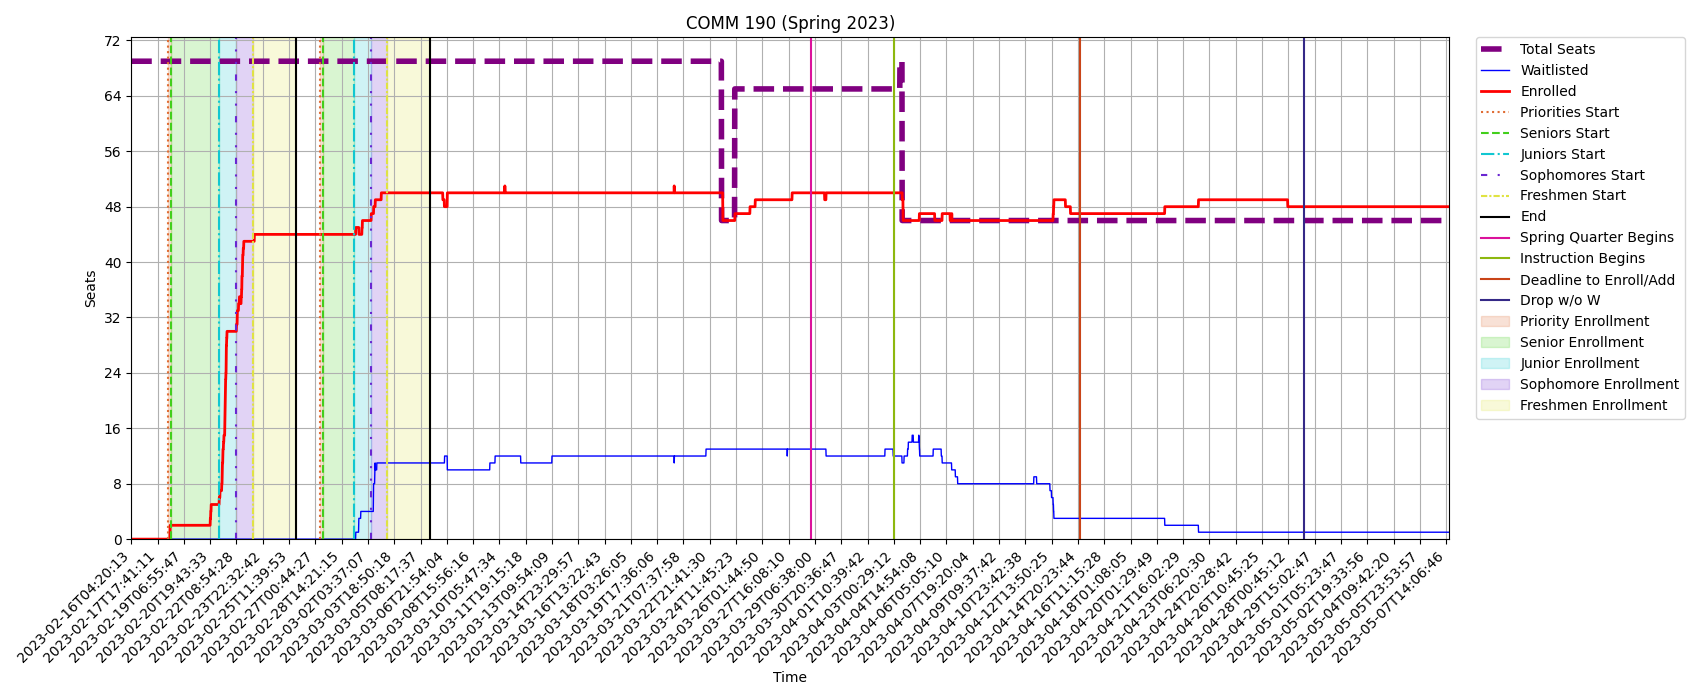 COMM 190 (Spring 2023)
72
64
56
48
40
32
24
16
8
0
Seats
2023-02-16T04:20:13
2023-02-17T17:41:11
2023-02-19T06:55:47
2023-02-20T19:43:33
2023-02-22T08:54:28
2023-02-23T22:32:42
2023-02-25T11:39:53
2023-02-27T00:44:27
2023-02-28T14:21:15
2023-03-02T03:37:07
2023-03-03T18:50:18
2023-03-05T08:17:37
2023-03-06T21:54:04
2023-03-08T15:56:16
2023-03-10T05:47:34
2023-03-11T19:15:18
2023-03-13T09:54:09
2023-03-14T23:29:57
2023-03-16T13:22:43
2023-03-18T03:26:05
2023-03-19T17:36:06
2023-03-21T07:37:58
2023-03-22T21:41:30
2023-03-24T11:45:23
2023-03-26T01:44:50
2023-03-27T16:08:10
2023-03-29T06:38:00
2023-03-30T20:36:47
2023-04-01T10:39:42
2023-04-03T00:29:12
2023-04-04T14:54:08
2023-04-06T05:05:10
2023-04-07T19:20:04
2023-04-09T09:37:42
2023-04-10T23:42:38
2023-04-12T13:50:25
2023-04-14T20:23:44
2023-04-16T11:15:28
2023-04-18T01:08:05
2023-04-20T01:29:49
2023-04-21T16:02:29
2023-04-23T06:20:30
2023-04-24T20:28:42
2023-04-26T10:45:25
2023-04-28T00:45:12
2023-04-29T15:02:47
2023-05-01T05:23:47
2023-05-02T19:33:56
2023-05-04T09:42:20
2023-05-05T23:53:57
2023-05-07T14:06:46
Time
Total Seats
Waitlisted
Enrolled
Priorities Start
Seniors Start
Juniors Start
Sophomores Start
Freshmen Start
End
Spring Quarter Begins
Instruction Begins
Deadline to Enroll/Add
Drop w/o W
Priority Enrollment
Senior Enrollment
Junior Enrollment
Sophomore Enrollment
Freshmen Enrollment